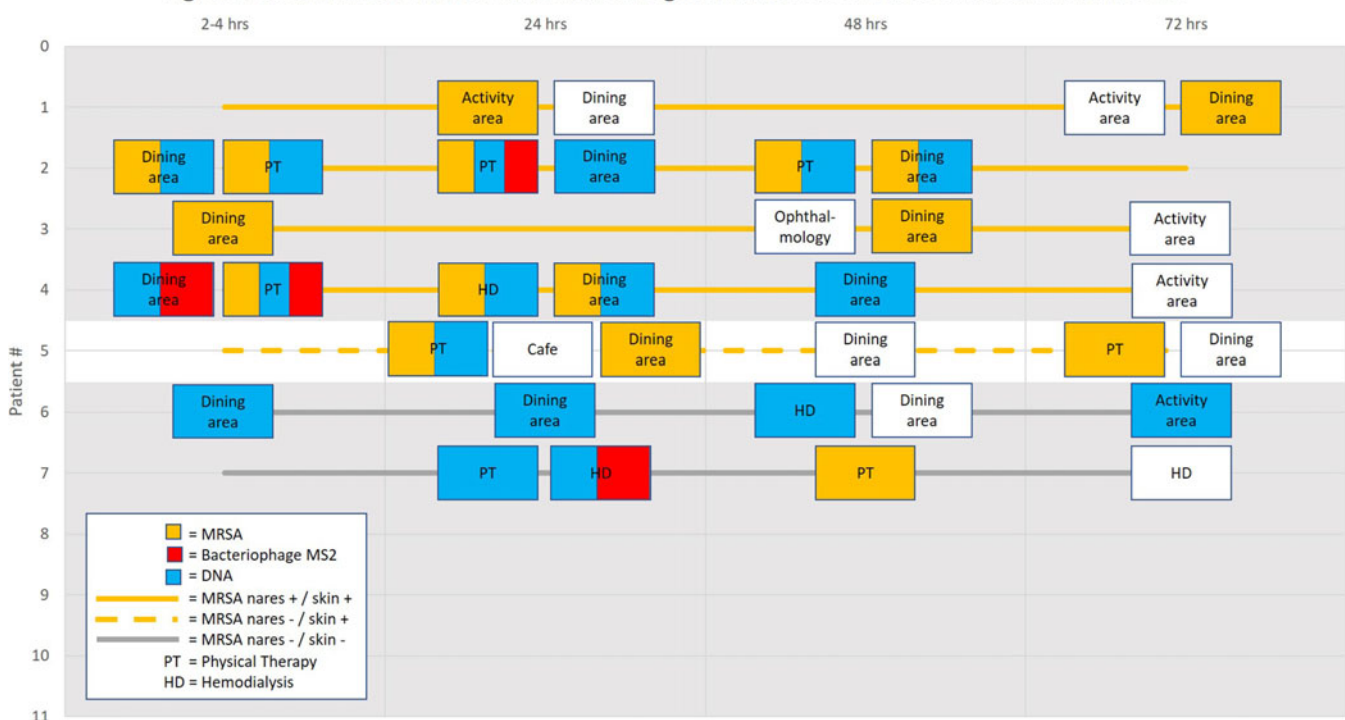 2-4 hrs 24 hrs 48 hrs 72 hrs
0
1 Activity area Dining area Activity area Dining area
2 Dining area PT PT Dining area PT Dining area
3 Dining area Ophthal-mology Dining area Activity area
4 Dining area PT HD Dining area Dining area Activity area
5 PT Cafe Dining area Dining area PT Dining area
Patient #
6 Dining area Dining area HD Dining area Activity area
7 PT HD PT HD
8
9
10
11
= MRSA
= Bacteriophage MS2
= DNA
= MRSA nares + / skin +
= MRSA nares - / skin +
= MRSA nares - / skin -
PT = Physical Therapy
HD = Hemodialysis